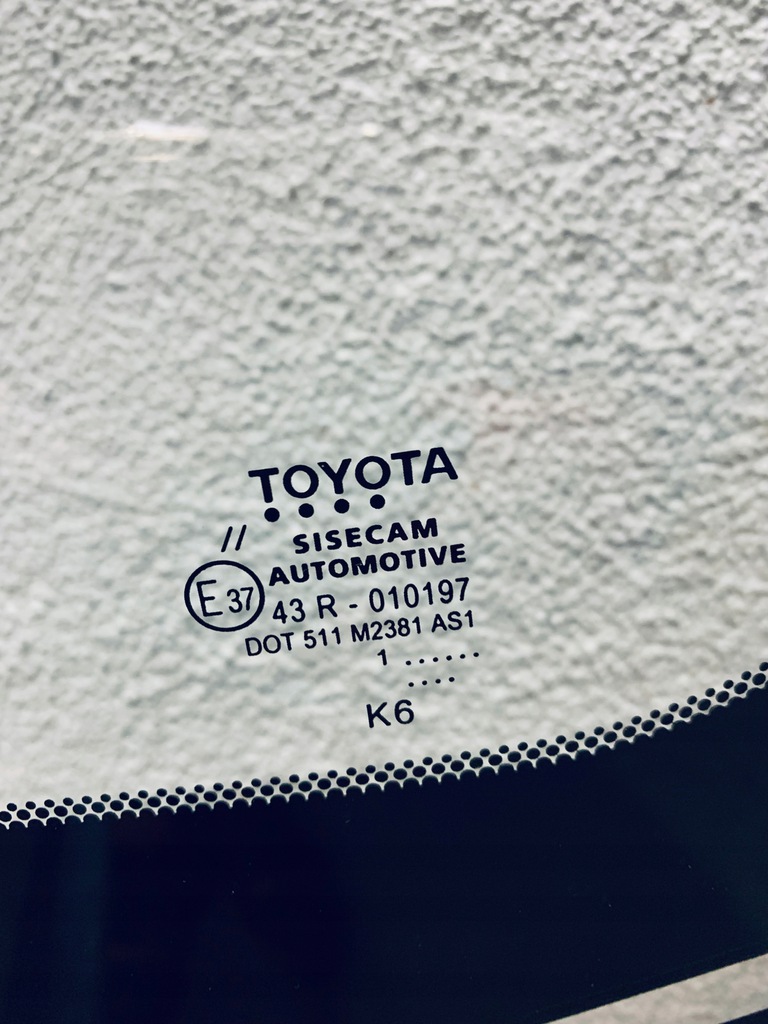 TOYOTA
//
SISECAM
AUTOMOTIVE
E37
43 R - 010197
DOT 511 M2381 AS1
1 ......
....
K6